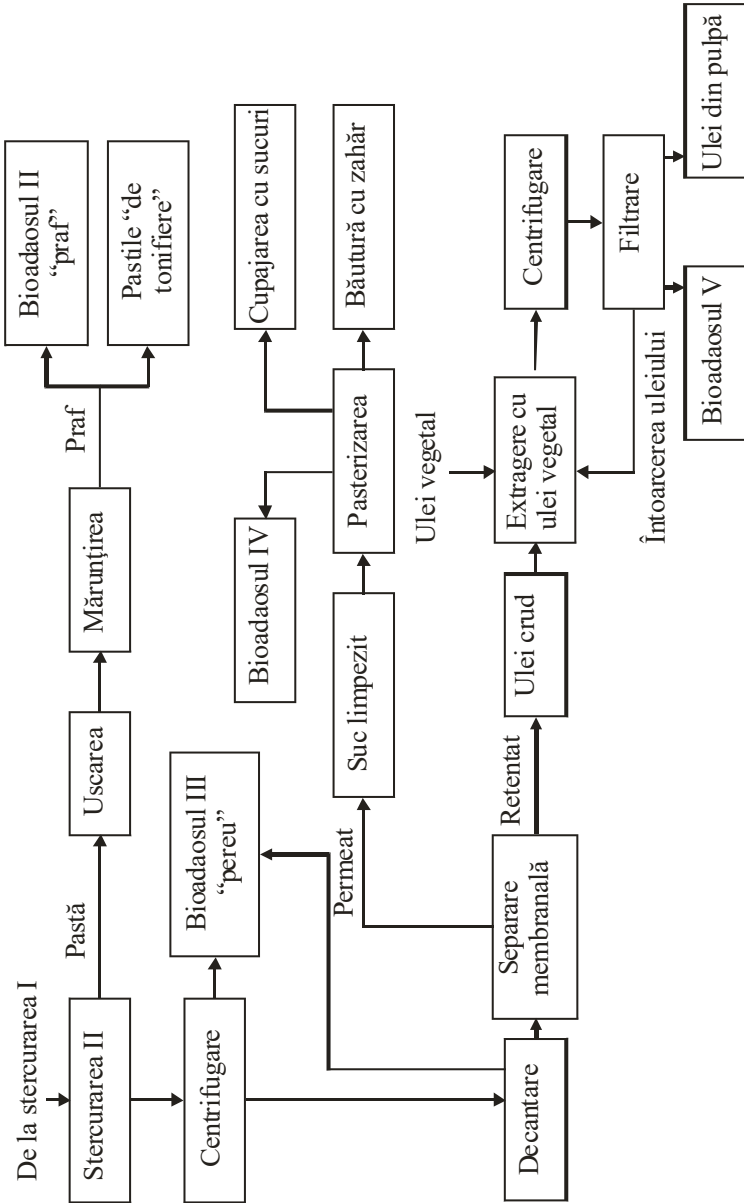 De la stercurarea I
Stercurarea II
Pastă
Uscarea
Mărunțirea
Praf
Bioadaosul II
“praf”
Pastile “de
tonifiere”
Centrifugare
Bioadaosul III
“pereu”
Bioadaosul IV
Cupajarea cu sucuri
Permeat
Suc limpezit
Pasterizarea
Băutură cu zahăr
Ulei vegetal
Decantare
Separare
membranală
Retentat
Ulei crud
Extragere cu
ulei vegetal
Centrifugare
Filtrare
Întoarcerea uleiului
Bioadaosul V
Ulei din pulpă